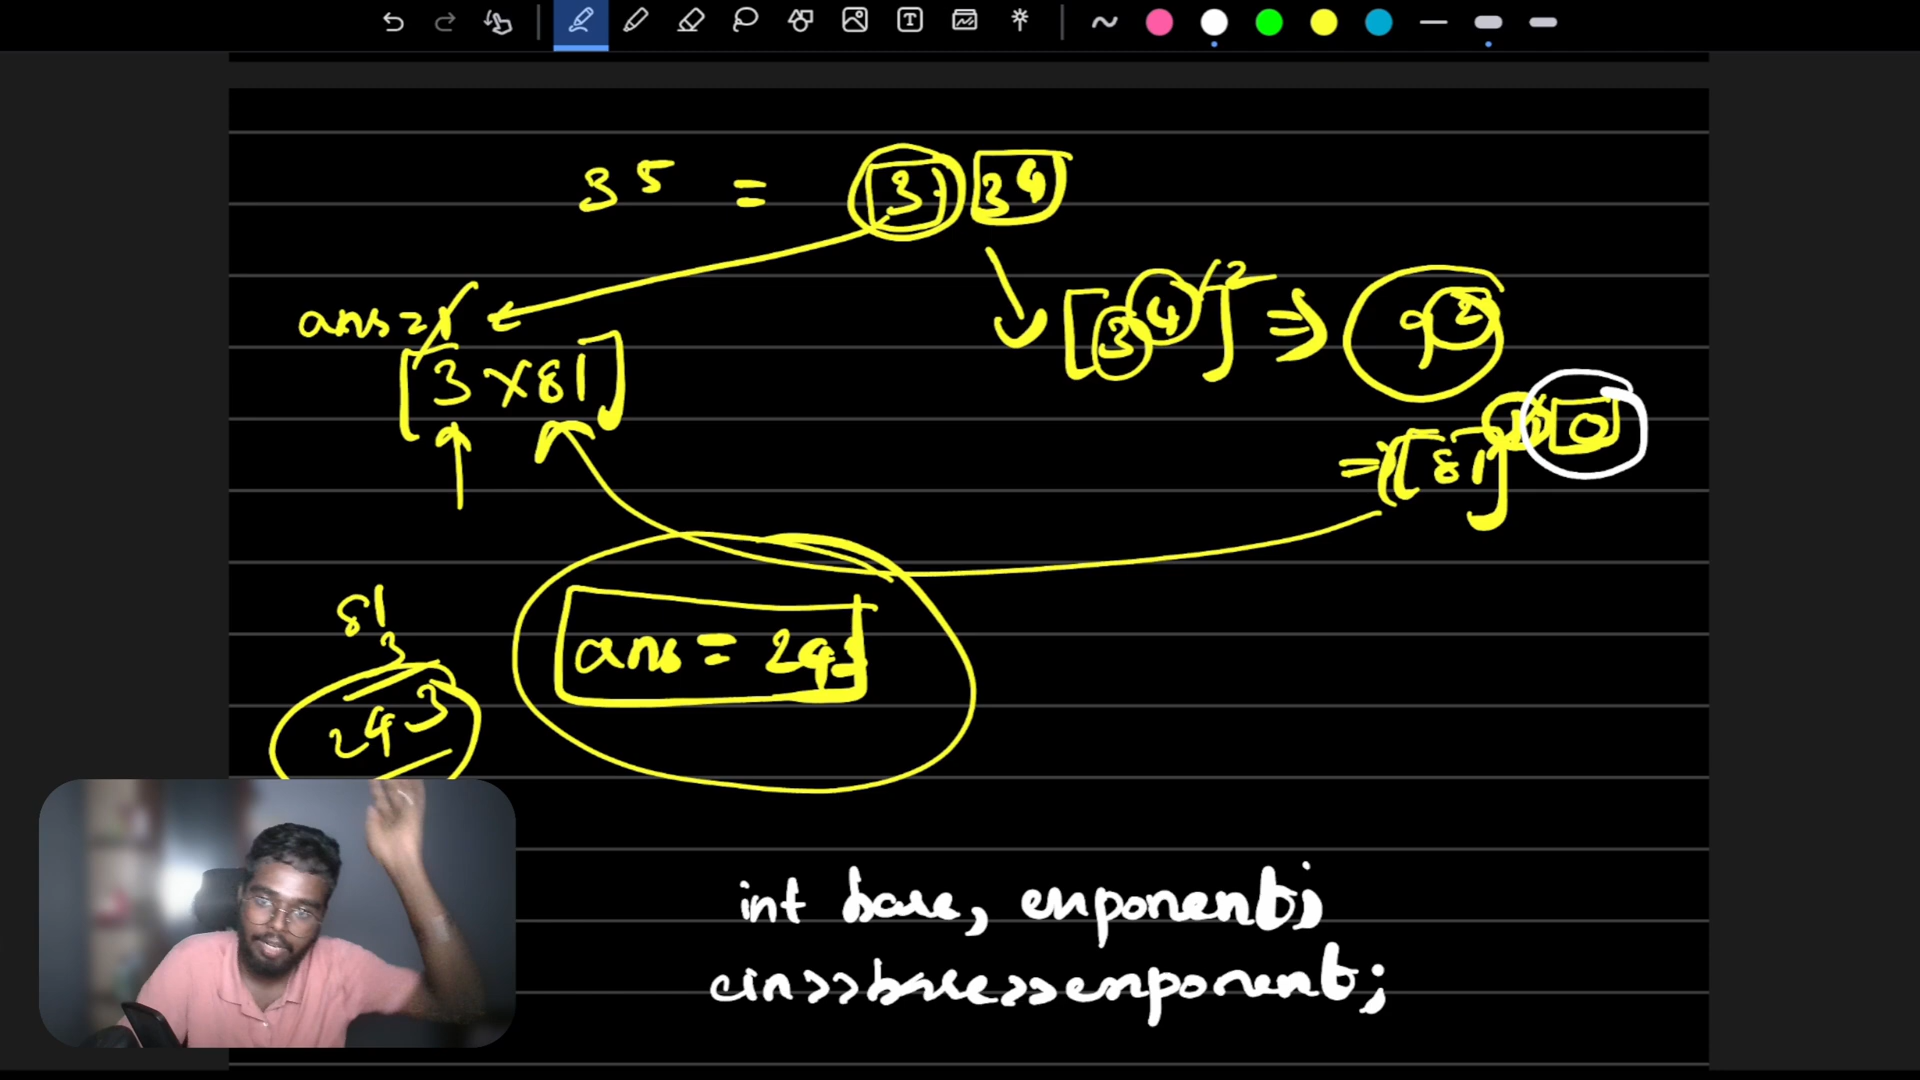 3⁵ = 3 3⁴
[3⁴]² ⇒ 9²
ans = 1
[3 × 81]
= [81] 0
81
3
243
ans = 243
int base, exponent;
cin>>base>>exponent;